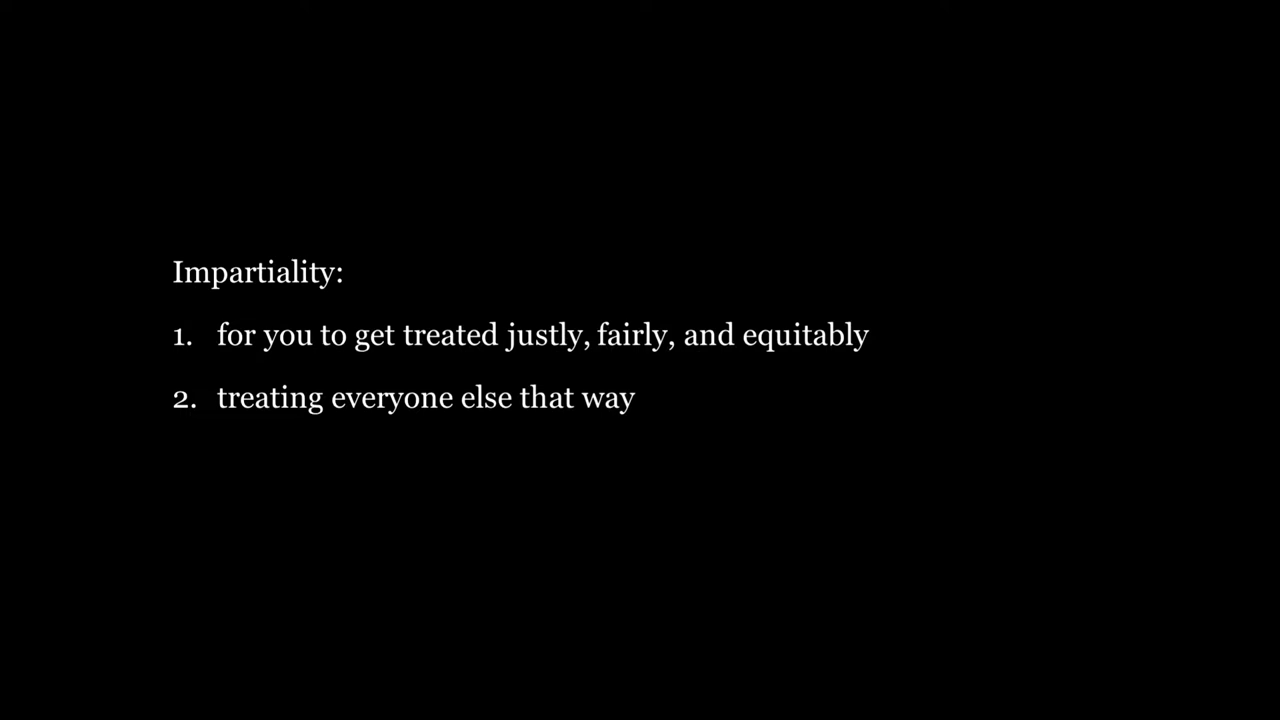 Impartiality:
1. for you to get treated justly, fairly, and equitably
2. treating everyone else that way